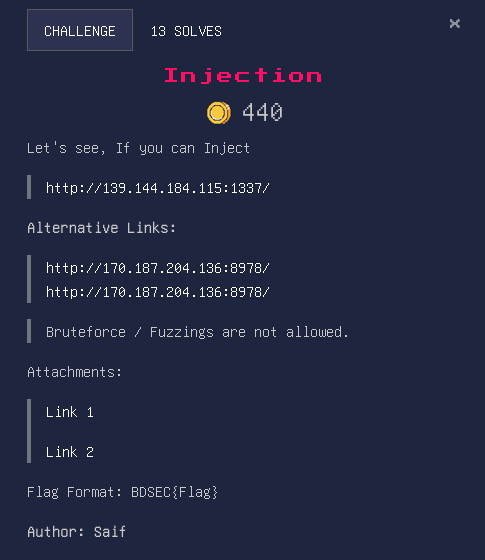 CHALLENGE 13 SOLVES ×
Injection
440
Let's see, If you can Inject
http://139.144.184.115:1337/
Alternative Links:
http://170.187.204.136:8978/
http://170.187.204.136:8978/
Bruteforce / Fuzzings are not allowed.
Attachments:
Link 1
Link 2
Flag Format: BDSEC{Flag}
Author: Saif